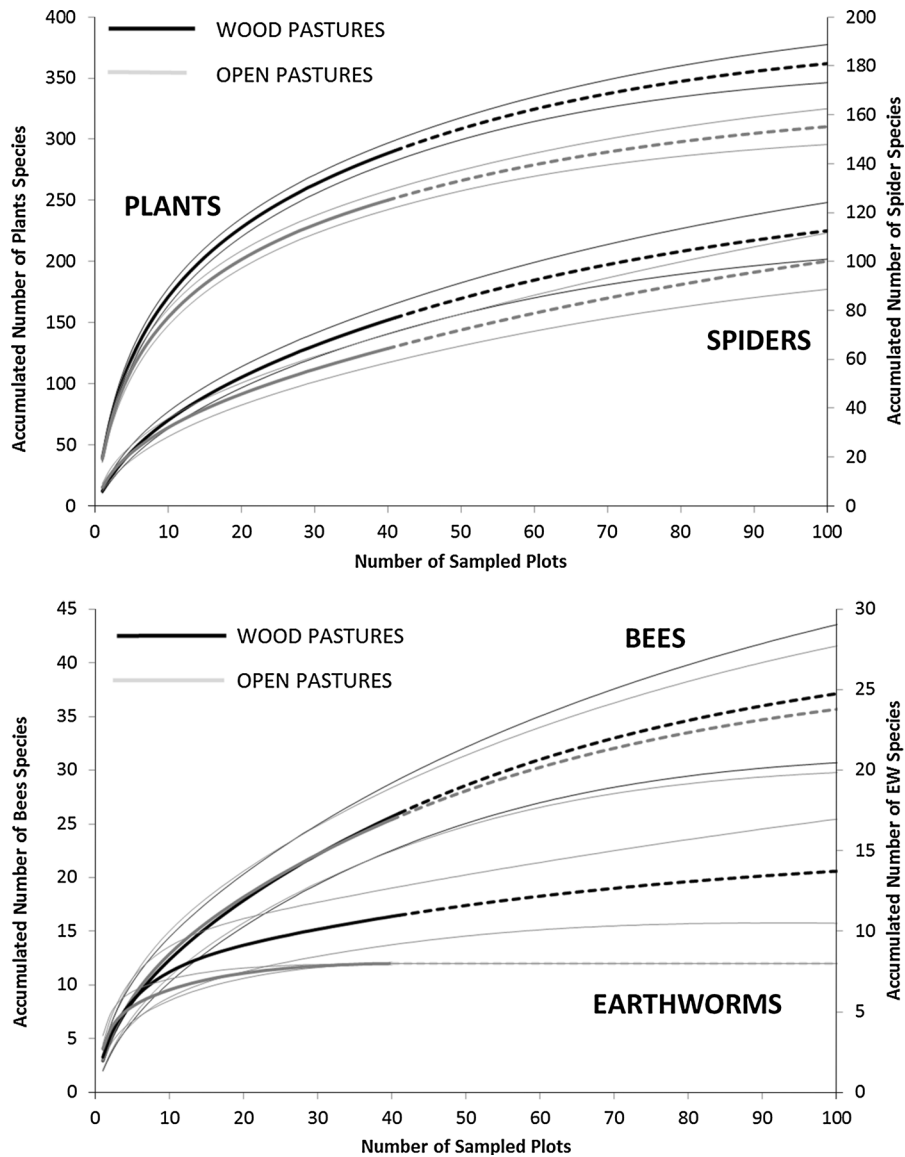 400
350
300
250
200
150
100
50
0
Accumulated Number of Plants Species
WOOD PASTURES
OPEN PASTURES
PLANTS
SPIDERS
200
180
160
140
120
100
80
60
40
20
0
Accumulated Number of Spider Species
0 10 20 30 40 50 60 70 80 90 100
Number of Sampled Plots
45
40
35
30
25
20
15
10
5
0
Accumulated Number of Bees Species
WOOD PASTURES
OPEN PASTURES
BEES
EARTHWORMS
30
25
20
15
10
5
0
Accumulated Number of EW Species
0 10 20 30 40 50 60 70 80 90 100
Number of Sampled Plots